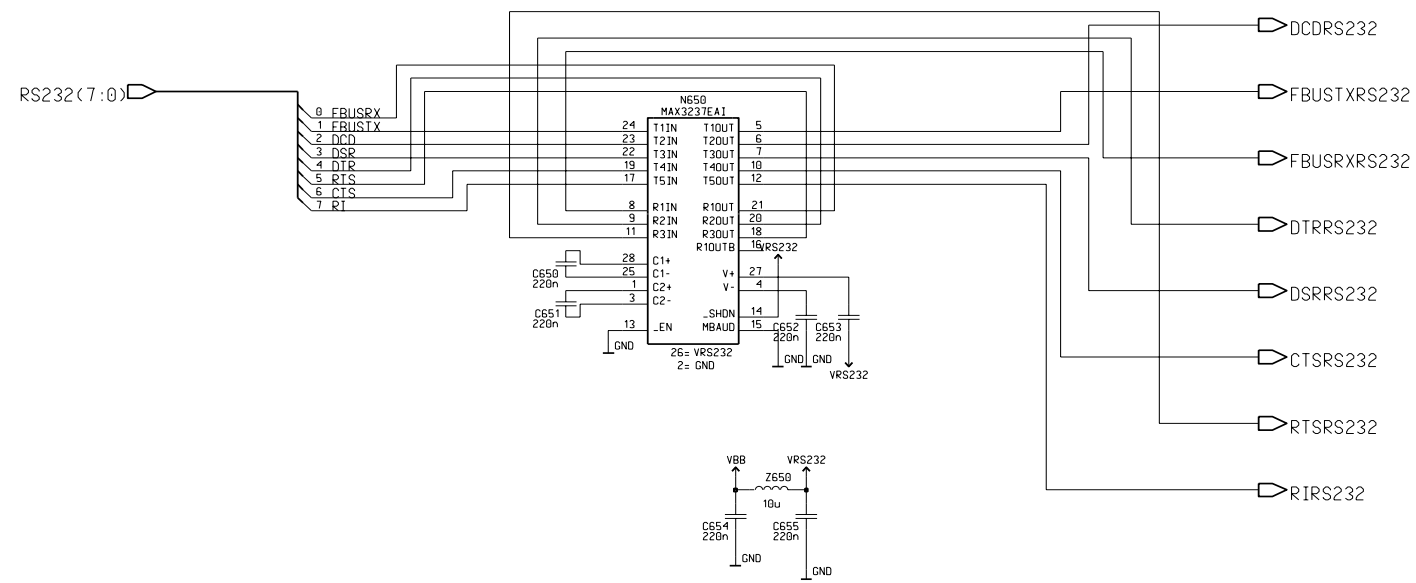 DCDRS232
RS232(7:0)
FBUSTXRS232
N650
MAX3237EAI
0 FBUSRX
1 FBUSTX
2 DCD
3 DSR
4 DTR
5 RTS
6 CTS
7 RI
24 T1IN T1OUT 5
23 T2IN T2OUT 6
22 T3IN T3OUT 7
19 T4IN T4OUT 10
17 T5IN T5OUT 12
8 R1IN R1OUT 21
9 R2IN R2OUT 20
11 R3IN R3OUT 18
R1OUTB 16
VRS232
28 C1+
25 C1-
1 C2+
3 C2-
V+ 27
V- 4
C650
220n
C651
220n
_SHDN 14
13 _EN MBAUD 15
GND
C652
220n
C653
220n
GND
GND
VRS232
26= VRS232
2= GND
FBUSRXRS232
DTRRS232
DSRRS232
CTSRS232
RTSRS232
RIRS232
VBB
VRS232
Z650
10u
C654
220n
C655
220n
GND
GND